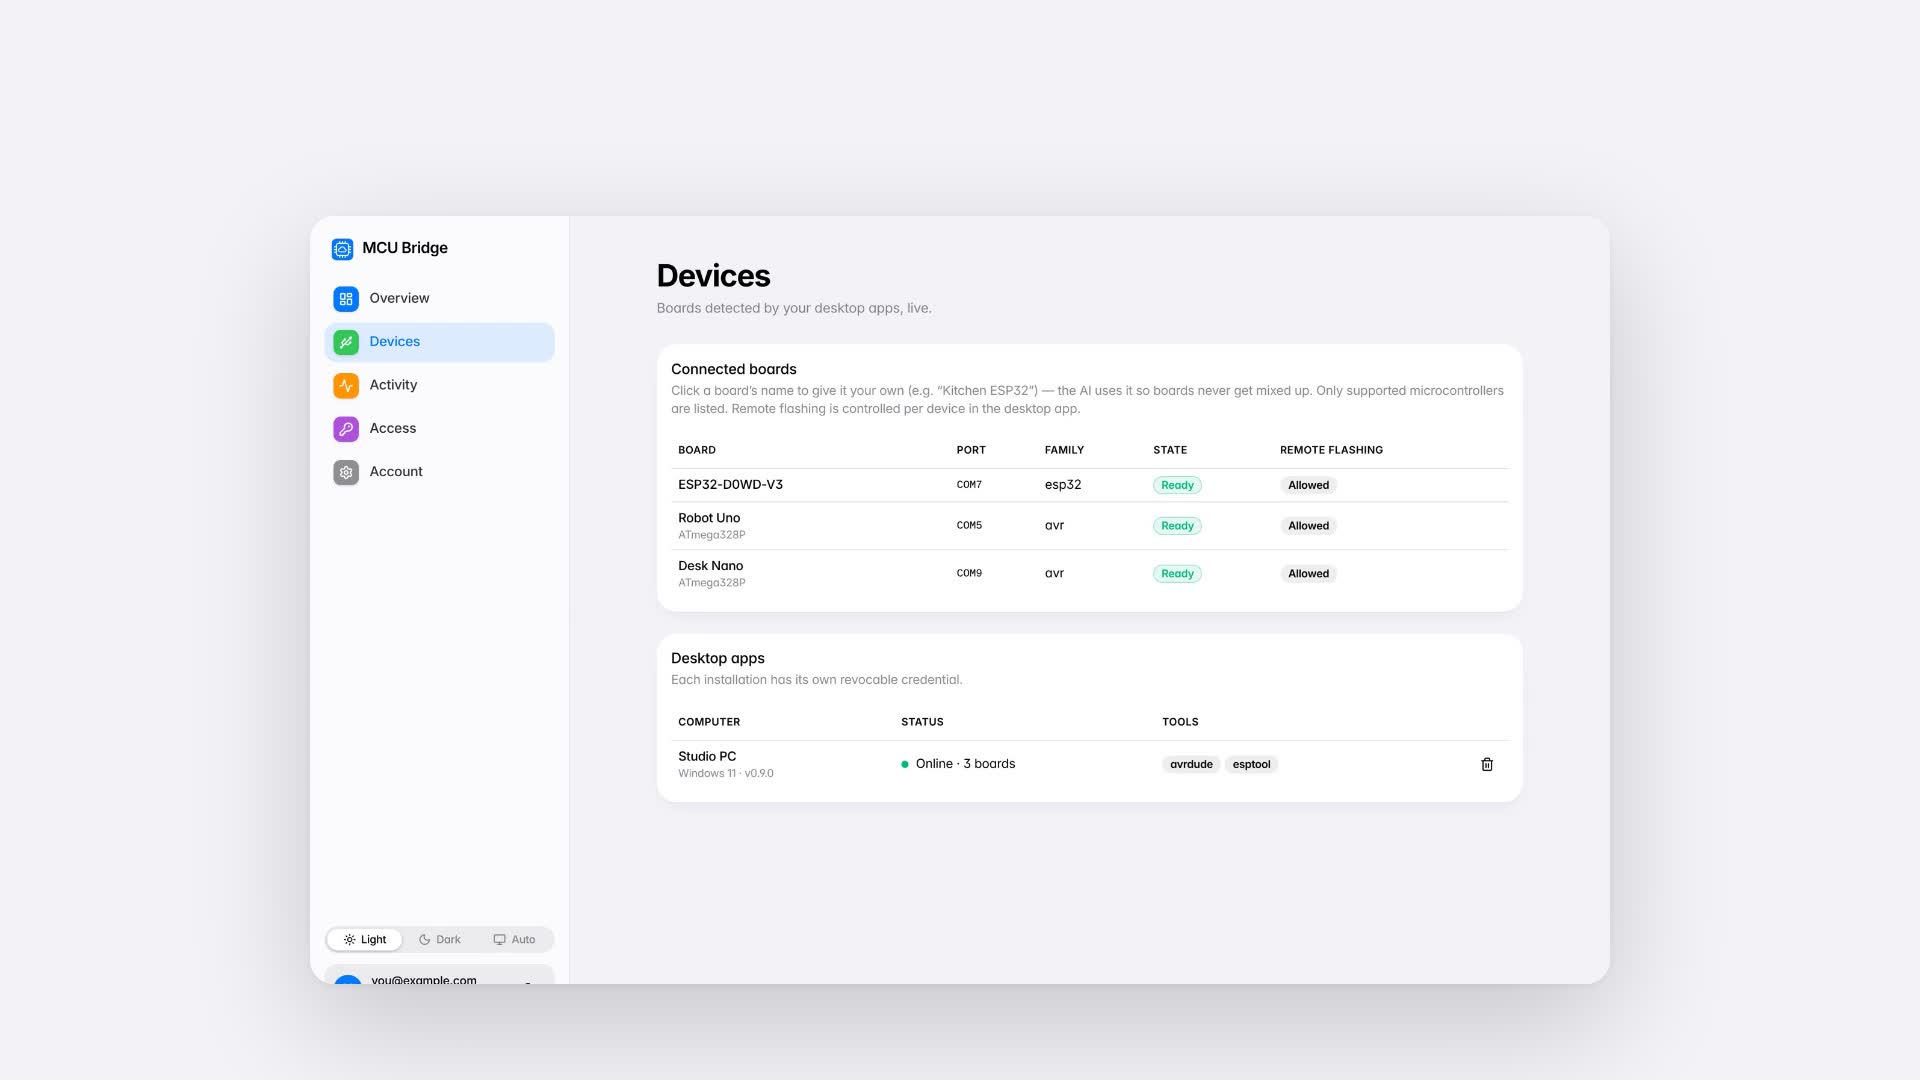 MCU Bridge
Overview
Devices
Activity
Access
Account
Light Dark Auto
you@example.com
Devices
Boards detected by your desktop apps, live.
Connected boards
Click a board’s name to give it your own (e.g. “Kitchen ESP32”) — the AI uses it so boards never get mixed up. Only supported microcontrollers
are listed. Remote flashing is controlled per device in the desktop app.
BOARD PORT FAMILY STATE REMOTE FLASHING
ESP32-D0WD-V3 COM7 esp32 Ready Allowed
Robot Uno
ATmega328P COM5 avr Ready Allowed
Desk Nano
ATmega328P COM9 avr Ready Allowed
Desktop apps
Each installation has its own revocable credential.
COMPUTER STATUS TOOLS
Studio PC
Windows 11 · v0.9.0 Online · 3 boards avrdude esptool